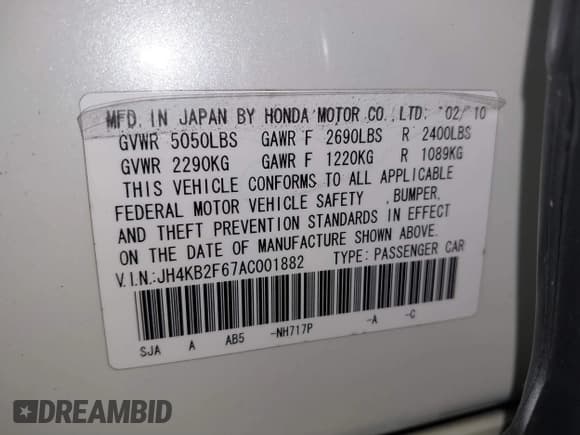 MFD. IN JAPAN BY HONDA MOTOR CO.,LTD. 02/10
GVWR 5050LBS GAWR F 2690LBS R 2400LBS
GVWR 2290KG GAWR F 1220KG R 1089KG
THIS VEHICLE CONFORMS TO ALL APPLICABLE
FEDERAL MOTOR VEHICLE SAFETY ,BUMPER,
AND THEFT PREVENTION STANDARDS IN EFFECT
ON THE DATE OF MANUFACTURE SHOWN ABOVE.
V.I.N.:JH4KB2F67AC001882 TYPE: PASSENGER CAR
SJA A AB5 -NH717P -A -C
DREAMBID